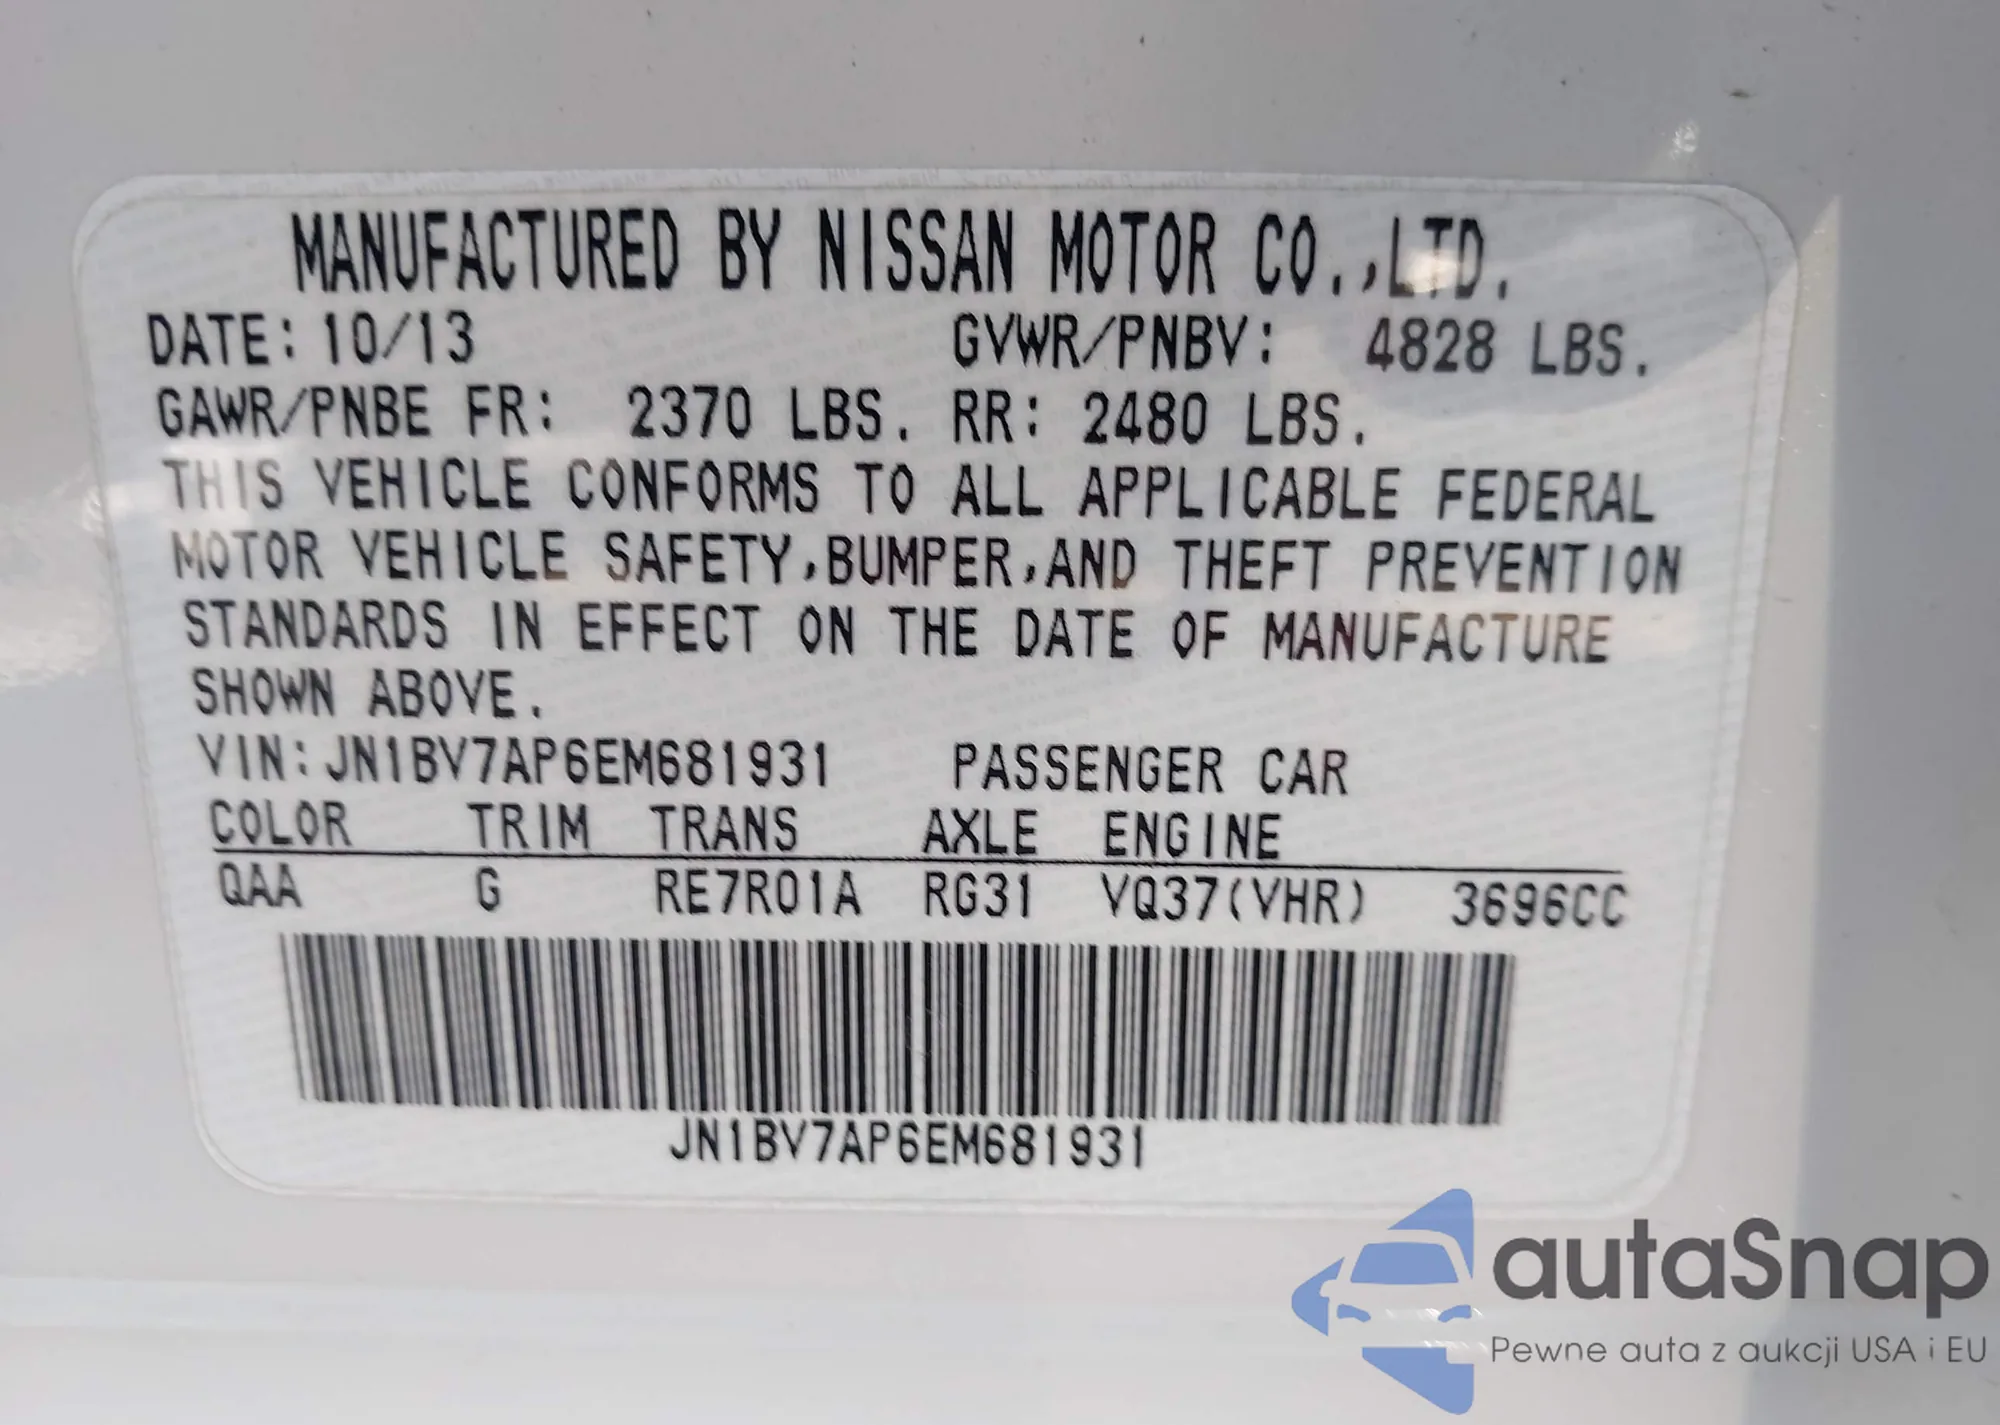 MANUFACTURED BY NISSAN MOTOR CO.,LTD.
DATE: 10/13 GVWR/PNBV: 4828 LBS.
GAWR/PNBE FR: 2370 LBS. RR: 2480 LBS.
THIS VEHICLE CONFORMS TO ALL APPLICABLE FEDERAL
MOTOR VEHICLE SAFETY,BUMPER,AND THEFT PREVENTION
STANDARDS IN EFFECT ON THE DATE OF MANUFACTURE
SHOWN ABOVE.
VIN:JN1BV7AP6EM681931 PASSENGER CAR
COLOR TRIM TRANS AXLE ENGINE
QAA G RE7R01A RG31 VQ37(VHR) 3696CC
JN1BV7AP6EM681931
autaSnap
Pewne auta z aukcji USA i EU